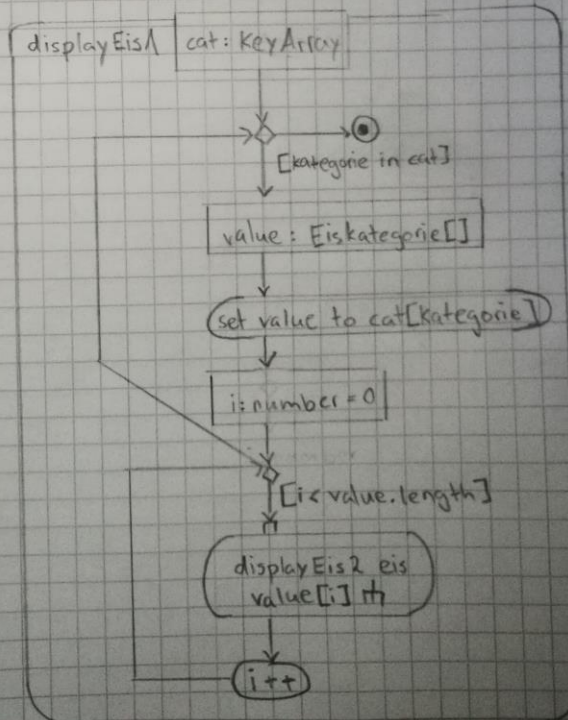 displayEis1 cat: KeyArray
[kategorie in cat]
value: Eiskategorie[]
set value to cat[kategorie]
i: number = 0
[i < value.length]
displayEis2 eis
value[i]
i++